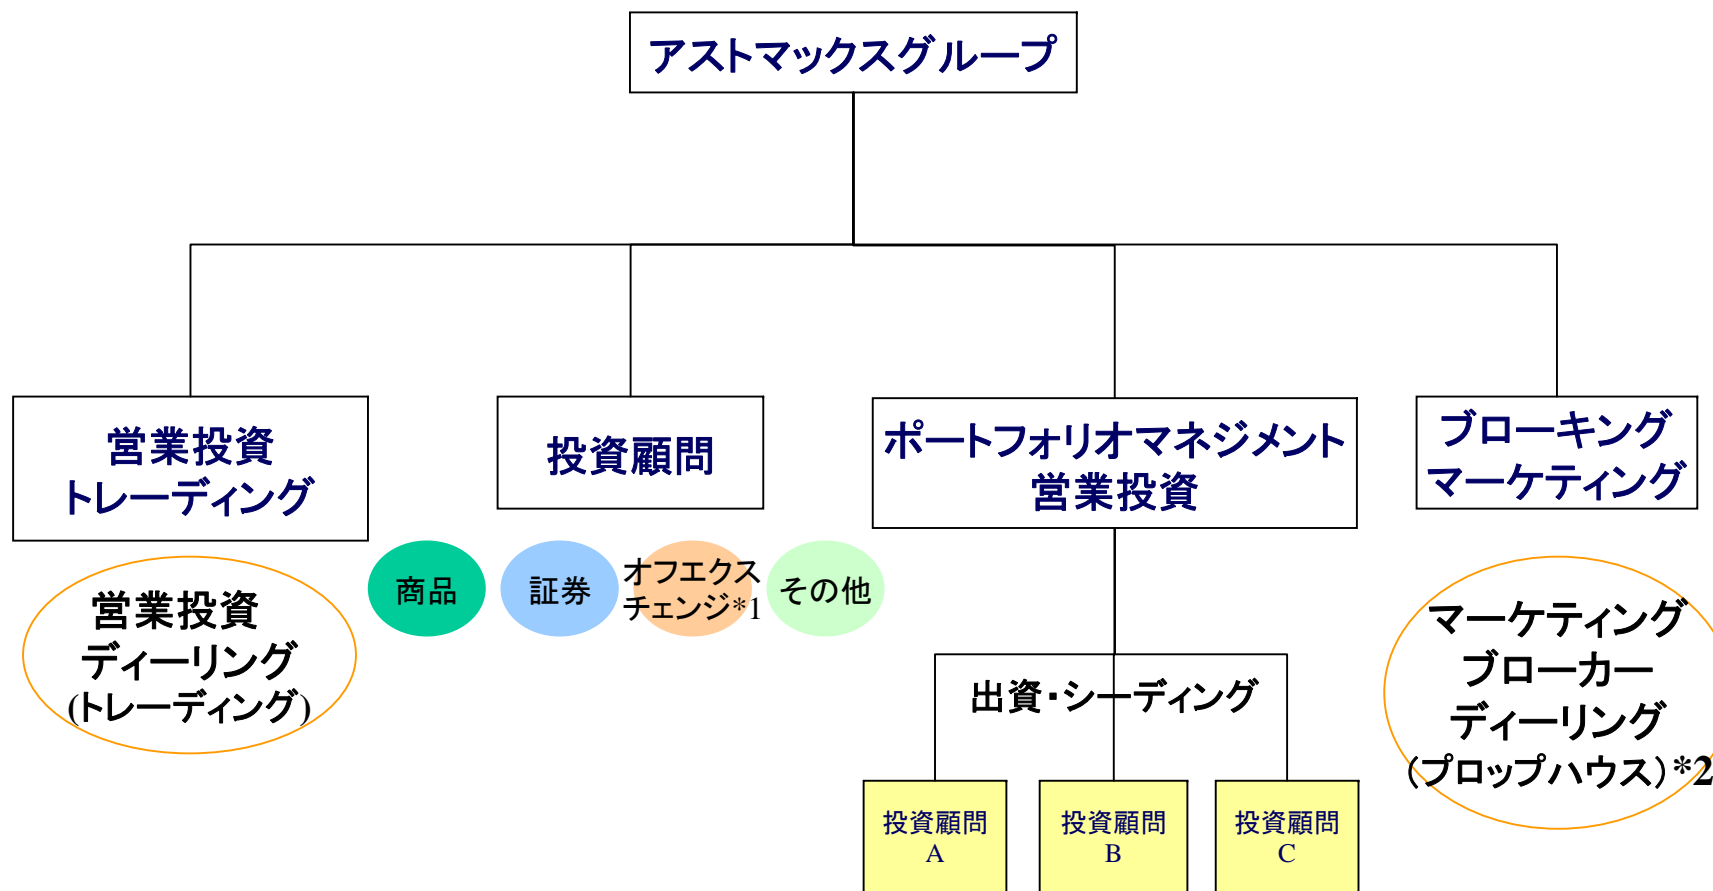 アストマックスグループ
営業投資
トレーディング
投資顧問
ポートフォリオマネジメント
営業投資
ブローキング
マーケティング
営業投資
ディーリング
(トレーディング)
商品
証券
オフエクス
チェンジ*1
その他
マーケティング
ブローカー
ディーリング
(プロップハウス)*2
出資・シーディング
投資顧問
A
投資顧問
B
投資顧問
C